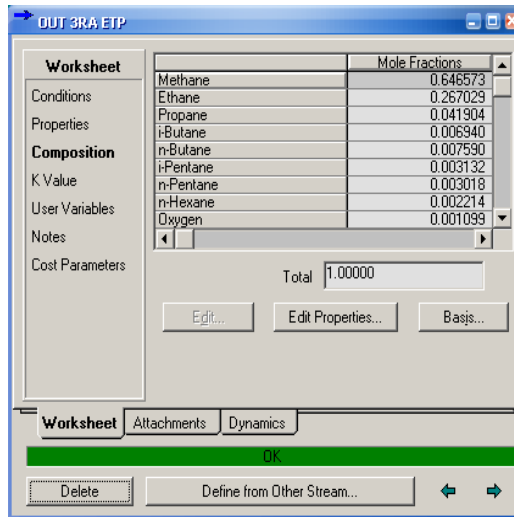 OUT 3RA ETP
Worksheet
Conditions
Properties
Composition
K Value
User Variables
Notes
Cost Parameters
Mole Fractions
Methane 0.646573
Ethane 0.267029
Propane 0.041904
i-Butane 0.006940
n-Butane 0.007590
i-Pentane 0.003132
n-Pentane 0.003018
n-Hexane 0.002214
Oxygen 0.001099
Total 1.00000
Edit... Edit Properties... Basis...
Worksheet Attachments Dynamics
OK
Delete Define from Other Stream...